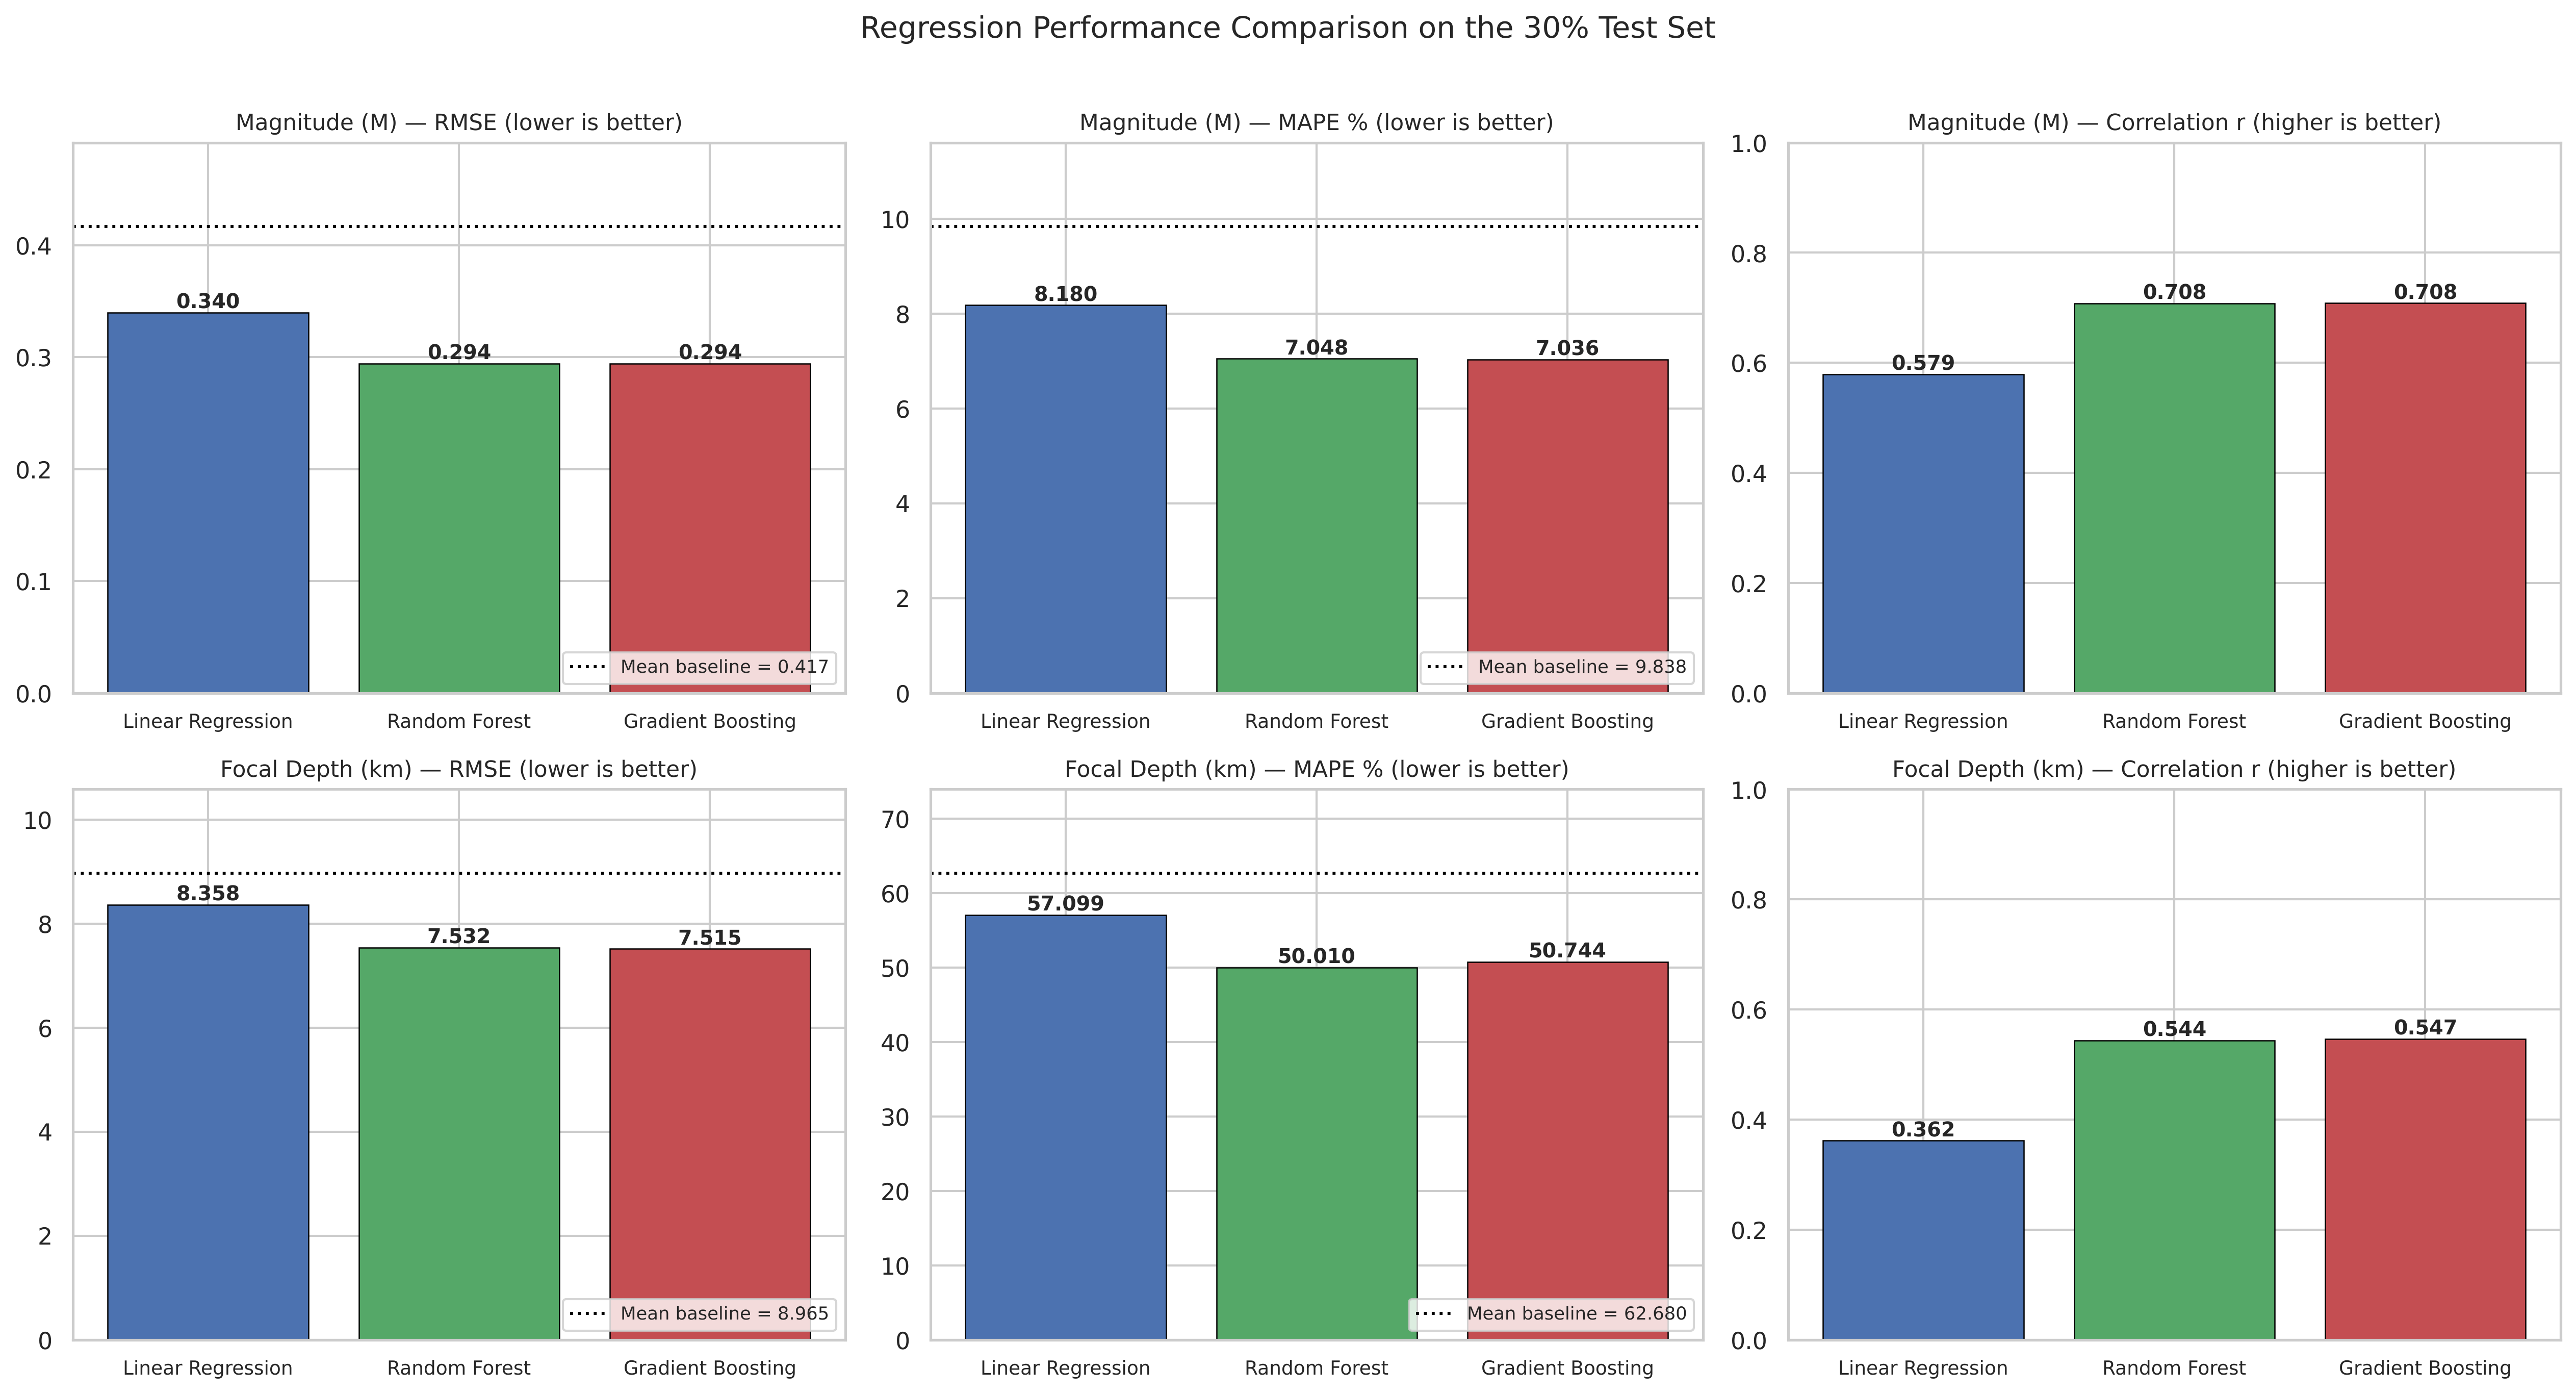 Regression Performance Comparison on the 30% Test Set
Magnitude (M) — RMSE (lower is better)
0.4
0.3
0.2
0.1
0.0
0.340
0.294
0.294
Mean baseline = 0.417
Linear Regression
Random Forest
Gradient Boosting
Magnitude (M) — MAPE % (lower is better)
10
8
6
4
2
0
8.180
7.048
7.036
Mean baseline = 9.838
Linear Regression
Random Forest
Gradient Boosting
Magnitude (M) — Correlation r (higher is better)
1.0
0.8
0.6
0.4
0.2
0.0
0.579
0.708
0.708
Linear Regression
Random Forest
Gradient Boosting
Focal Depth (km) — RMSE (lower is better)
10
8
6
4
2
0
8.358
7.532
7.515
Mean baseline = 8.965
Linear Regression
Random Forest
Gradient Boosting
Focal Depth (km) — MAPE % (lower is better)
70
60
50
40
30
20
10
0
57.099
50.010
50.744
Mean baseline = 62.680
Linear Regression
Random Forest
Gradient Boosting
Focal Depth (km) — Correlation r (higher is better)
1.0
0.8
0.6
0.4
0.2
0.0
0.362
0.544
0.547
Linear Regression
Random Forest
Gradient Boosting